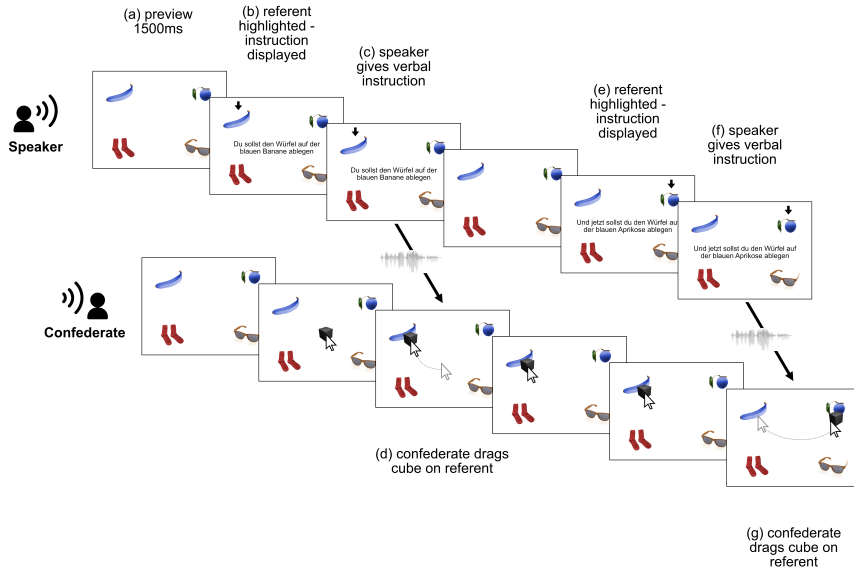 (a) preview
1500ms
(b) referent
highlighted -
instruction
displayed
(c) speaker
gives verbal
instruction
(e) referent
highlighted -
instruction
displayed
(f) speaker
gives verbal
instruction
Speaker
Du sollst den Würfel auf der
blauen Banane ablegen
Du sollst den Würfel auf der
blauen Banane ablegen
Und jetzt sollst du den Würfel auf
der blauen Aprikose ablegen
Und jetzt sollst du den Würfel auf
der blauen Aprikose ablegen
Confederate
(d) confederate drags
cube on referent
(g) confederate
drags cube on
referent